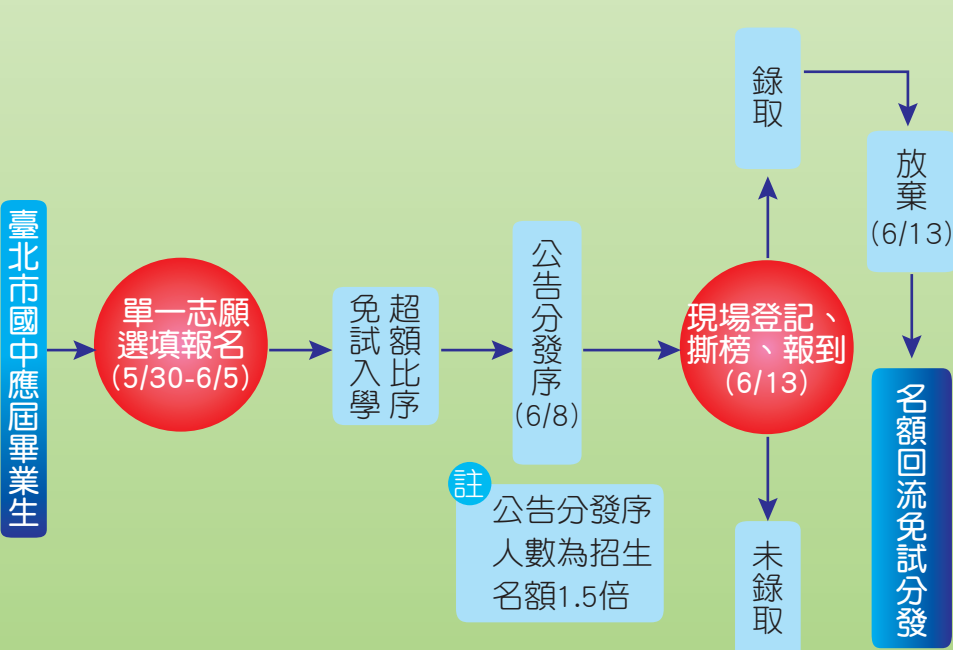 臺北市國中應屆畢業生
單一志願
選填報名
(5/30-6/5)
超額比序
免試入學
公告分發序
(6/8)
註
公告分發序
人數為招生
名額1.5倍
現場登記、
撕榜、報到
(6/13)
錄取
未錄取
放棄
(6/13)
名額回流免試分發